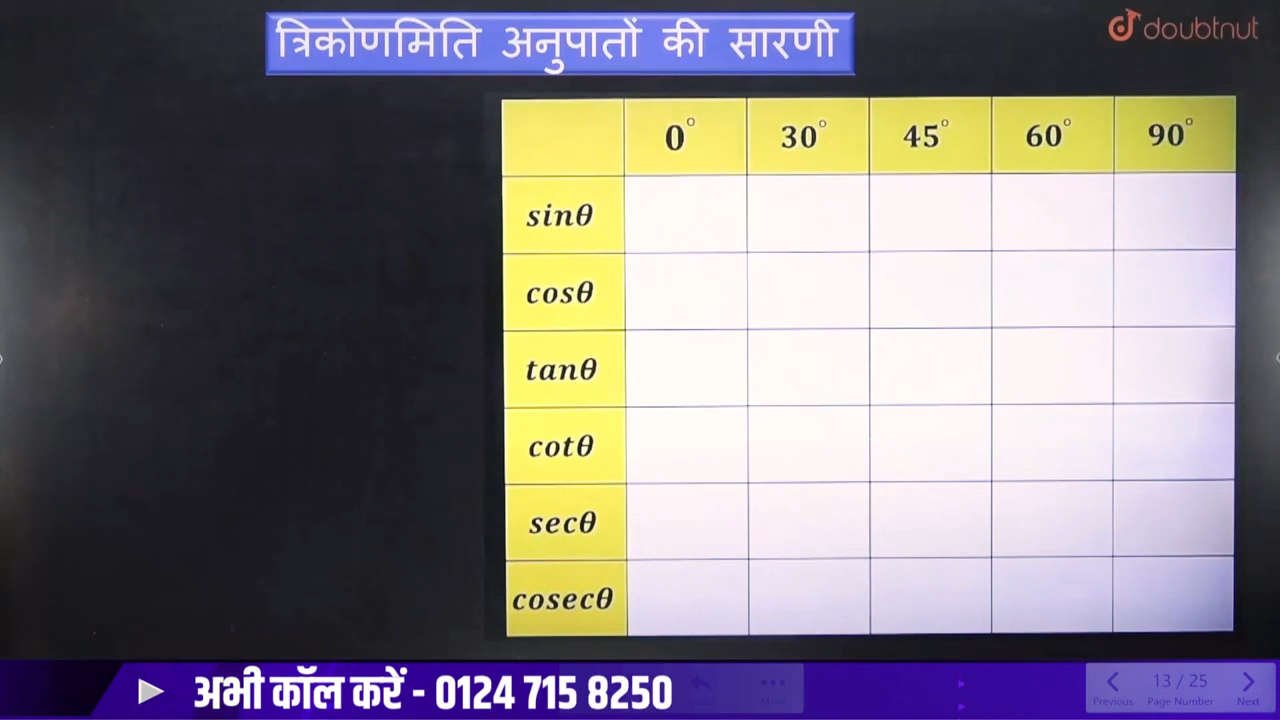 त्रिकोणमिति अनुपातों की सारणी
doubtnut
0° 30° 45° 60° 90°
sinθ
cosθ
tanθ
cotθ
secθ
cosecθ
अभी कॉल करें - 0124 715 8250
13 / 25
Previous Page Number Next